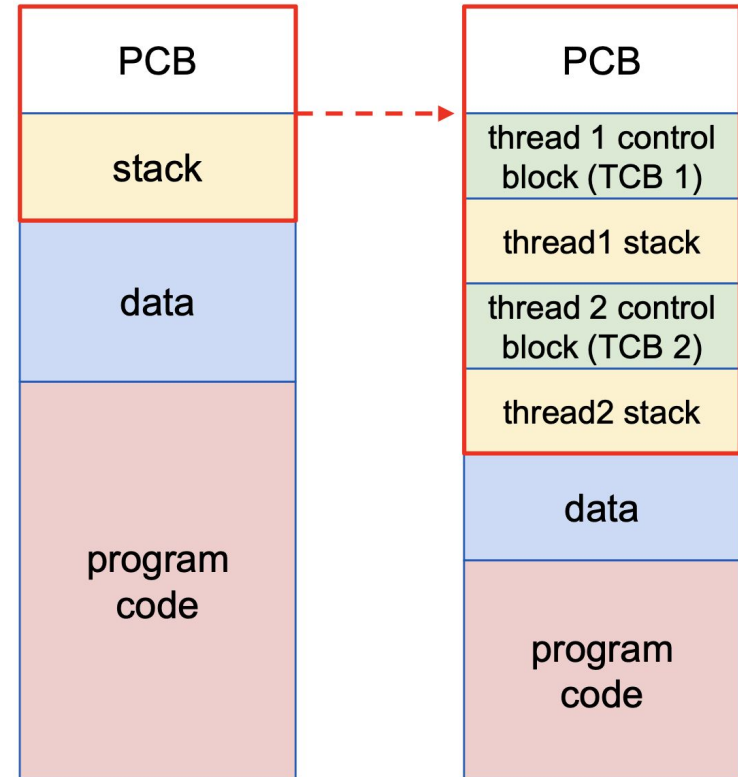 PCB
stack
data
program
code
PCB
thread 1 control
block (TCB 1)
thread1 stack
thread 2 control
block (TCB 2)
thread2 stack
data
program
code